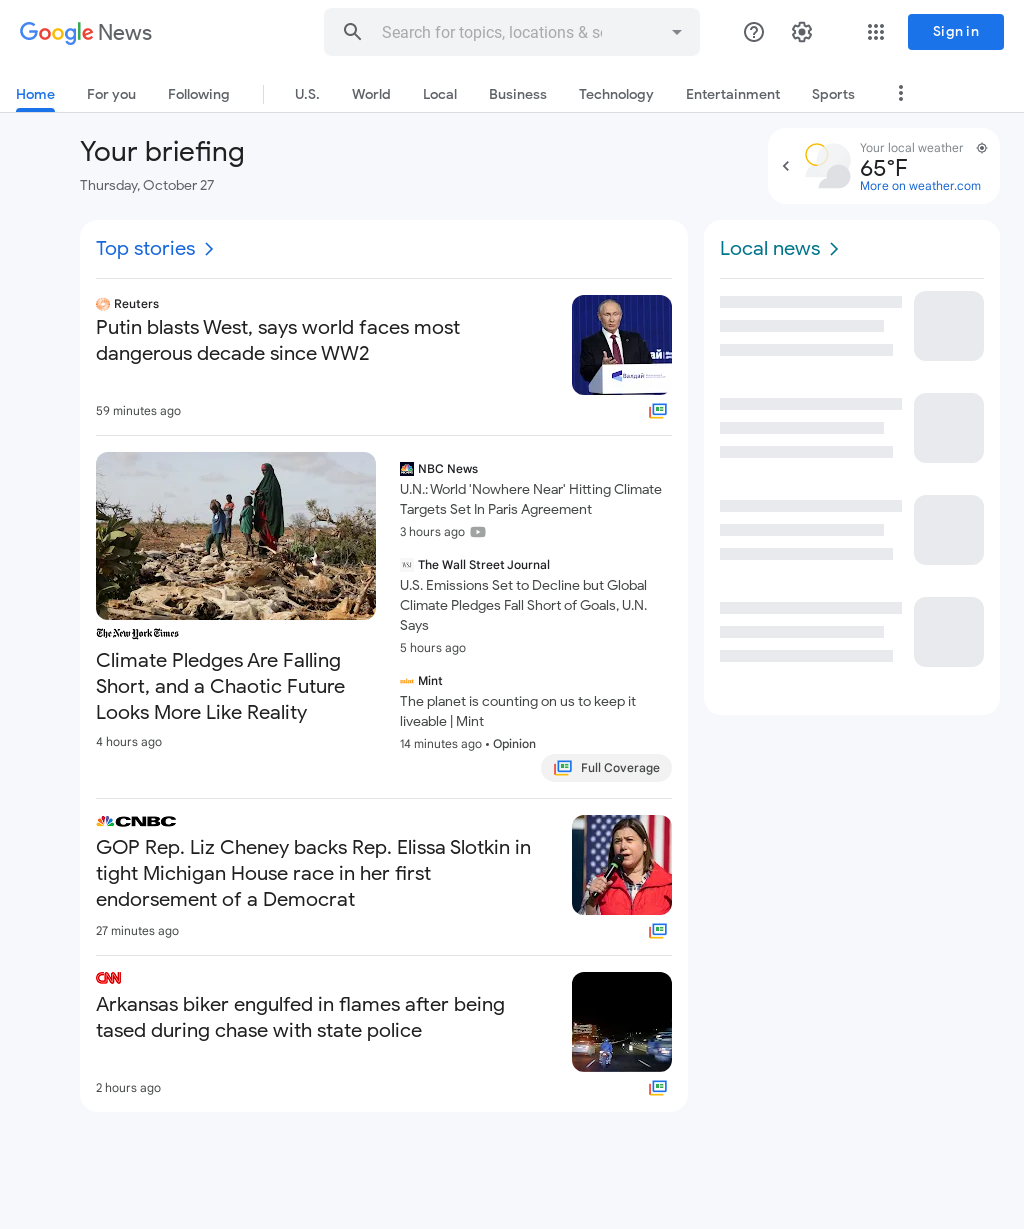 Google News
Search for topics, locations & so
Sign in
Home
For you
Following
U.S.
World
Local
Business
Technology
Entertainment
Sports
Your briefing
Thursday, October 27
Your local weather
65°F
More on weather.com
Top stories
Reuters
Putin blasts West, says world faces most
dangerous decade since WW2
59 minutes ago
Валдай
The New York Times
Climate Pledges Are Falling
Short, and a Chaotic Future
Looks More Like Reality
4 hours ago
NBC News
U.N.: World 'Nowhere Near' Hitting Climate
Targets Set In Paris Agreement
3 hours ago
WSJ
The Wall Street Journal
U.S. Emissions Set to Decline but Global
Climate Pledges Fall Short of Goals, U.N.
Says
5 hours ago
mint
Mint
The planet is counting on us to keep it
liveable | Mint
14 minutes ago • Opinion
Full Coverage
CNBC
GOP Rep. Liz Cheney backs Rep. Elissa Slotkin in
tight Michigan House race in her first
endorsement of a Democrat
27 minutes ago
CNN
Arkansas biker engulfed in flames after being
tased during chase with state police
2 hours ago
Local news